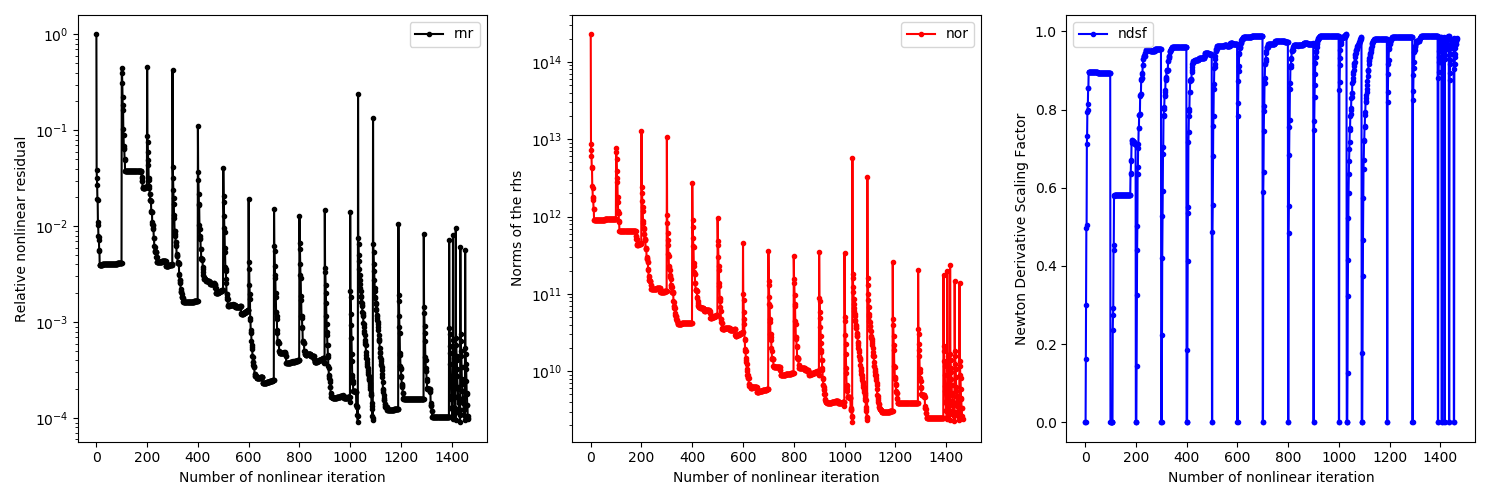 rnr
10^0
10^-1
10^-2
10^-3
10^-4
Relative nonlinear residual
0 200 400 600 800 1000 1200 1400
Number of nonlinear iteration
nor
10^14
10^13
10^12
10^11
10^10
Norms of the rhs
0 200 400 600 800 1000 1200 1400
Number of nonlinear iteration
ndsf
1.0
0.8
0.6
0.4
0.2
0.0
Newton Derivative Scaling Factor
0 200 400 600 800 1000 1200 1400
Number of nonlinear iteration